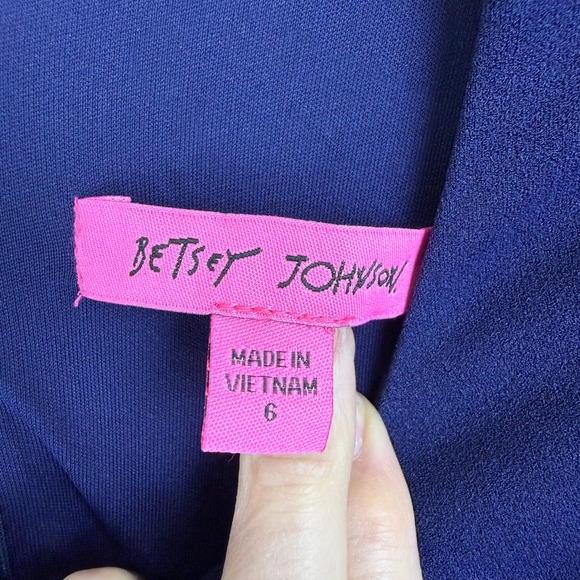 BETSEY JOHNSON.
MADE IN
VIETNAM
6